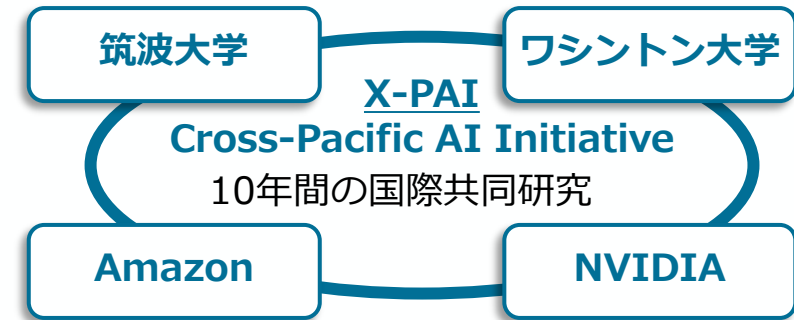 筑波大学
ワシントン大学
X-PAI
Cross-Pacific AI Initiative
10年間の国際共同研究
Amazon
NVIDIA